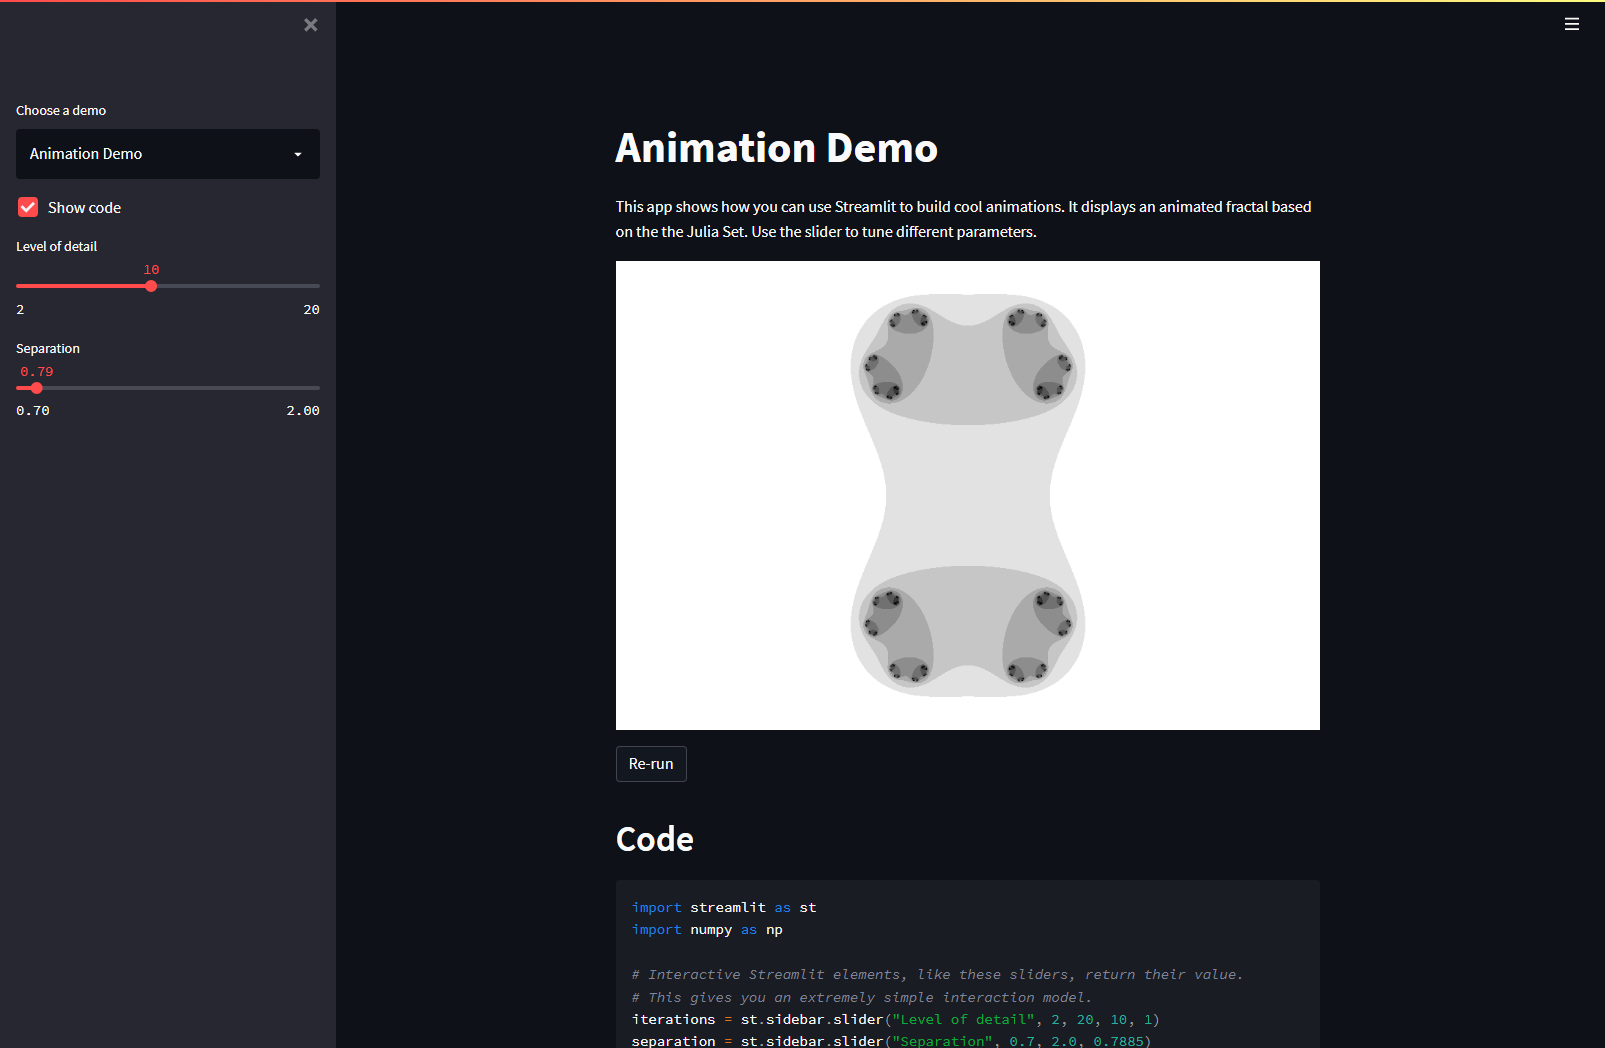 Choose a demo
Animation Demo
Show code
Level of detail
10
2 20
Separation
0.79
0.70 2.00
Animation Demo
This app shows how you can use Streamlit to build cool animations. It displays an animated fractal based
on the the Julia Set. Use the slider to tune different parameters.
Re-run
Code
import streamlit as st
import numpy as np
# Interactive Streamlit elements, like these sliders, return their value.
# This gives you an extremely simple interaction model.
iterations = st.sidebar.slider("Level of detail", 2, 20, 10, 1)
separation = st.sidebar.slider("Separation", 0.7, 2.0, 0.7885)